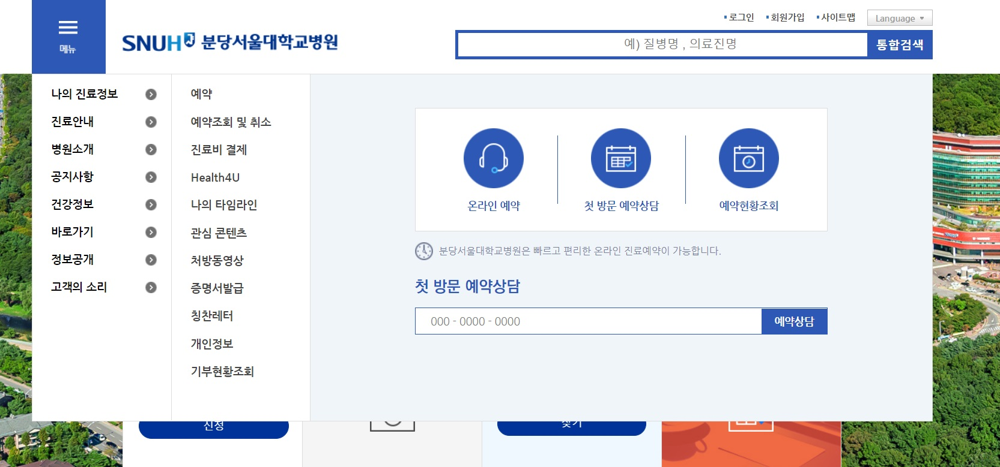 로그인
회원가입
사이트맵
Language
메뉴
SNUH 분당서울대학교병원
예) 질병명 , 의료진명
통합검색
나의 진료정보
진료안내
병원소개
공지사항
건강정보
바로가기
정보공개
고객의 소리
예약
예약조회 및 취소
진료비 결제
Health4U
나의 타임라인
관심 콘텐츠
처방동영상
증명서발급
칭찬레터
개인정보
기부현황조회
온라인 예약
첫 방문 예약상담
예약현황조회
분당서울대학교병원은 빠르고 편리한 온라인 진료예약이 가능합니다.
첫 방문 예약상담
000 - 0000 - 0000
예약상담
신청
찾기